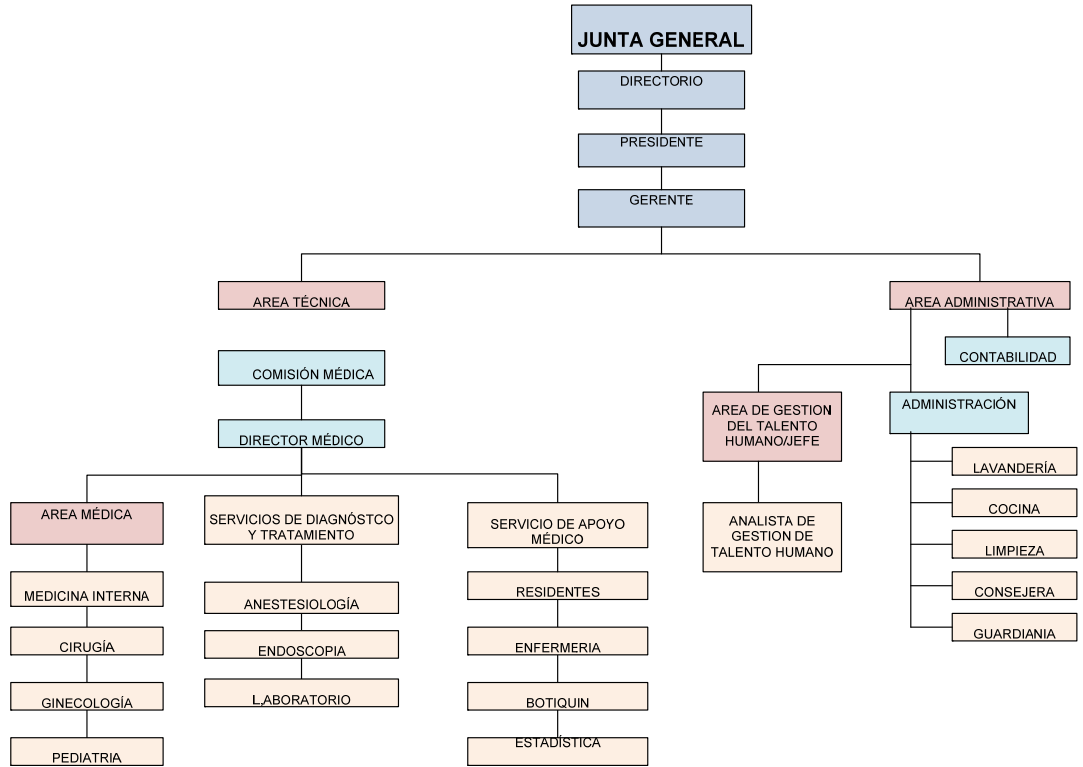 JUNTA GENERAL
DIRECTORIO
PRESIDENTE
GERENTE
AREA TÉCNICA
AREA ADMINISTRATIVA
CONTABILIDAD
COMISIÓN MÉDICA
DIRECTOR MÉDICO
AREA DE GESTION
DEL TALENTO
HUMANO/JEFE
ADMINISTRACIÓN
ANALISTA DE
GESTION DE
TALENTO HUMANO
LAVANDERÍA
COCINA
LIMPIEZA
CONSEJERA
GUARDIANIA
AREA MÉDICA
MEDICINA INTERNA
CIRUGÍA
GINECOLOGÍA
PEDIATRIA
SERVICIOS DE DIAGNÓSTCO
Y TRATAMIENTO
ANESTESIOLOGÍA
ENDOSCOPIA
L,ABORATORIO
SERVICIO DE APOYO
MÉDICO
RESIDENTES
ENFERMERIA
BOTIQUIN
ESTADÍSTICA